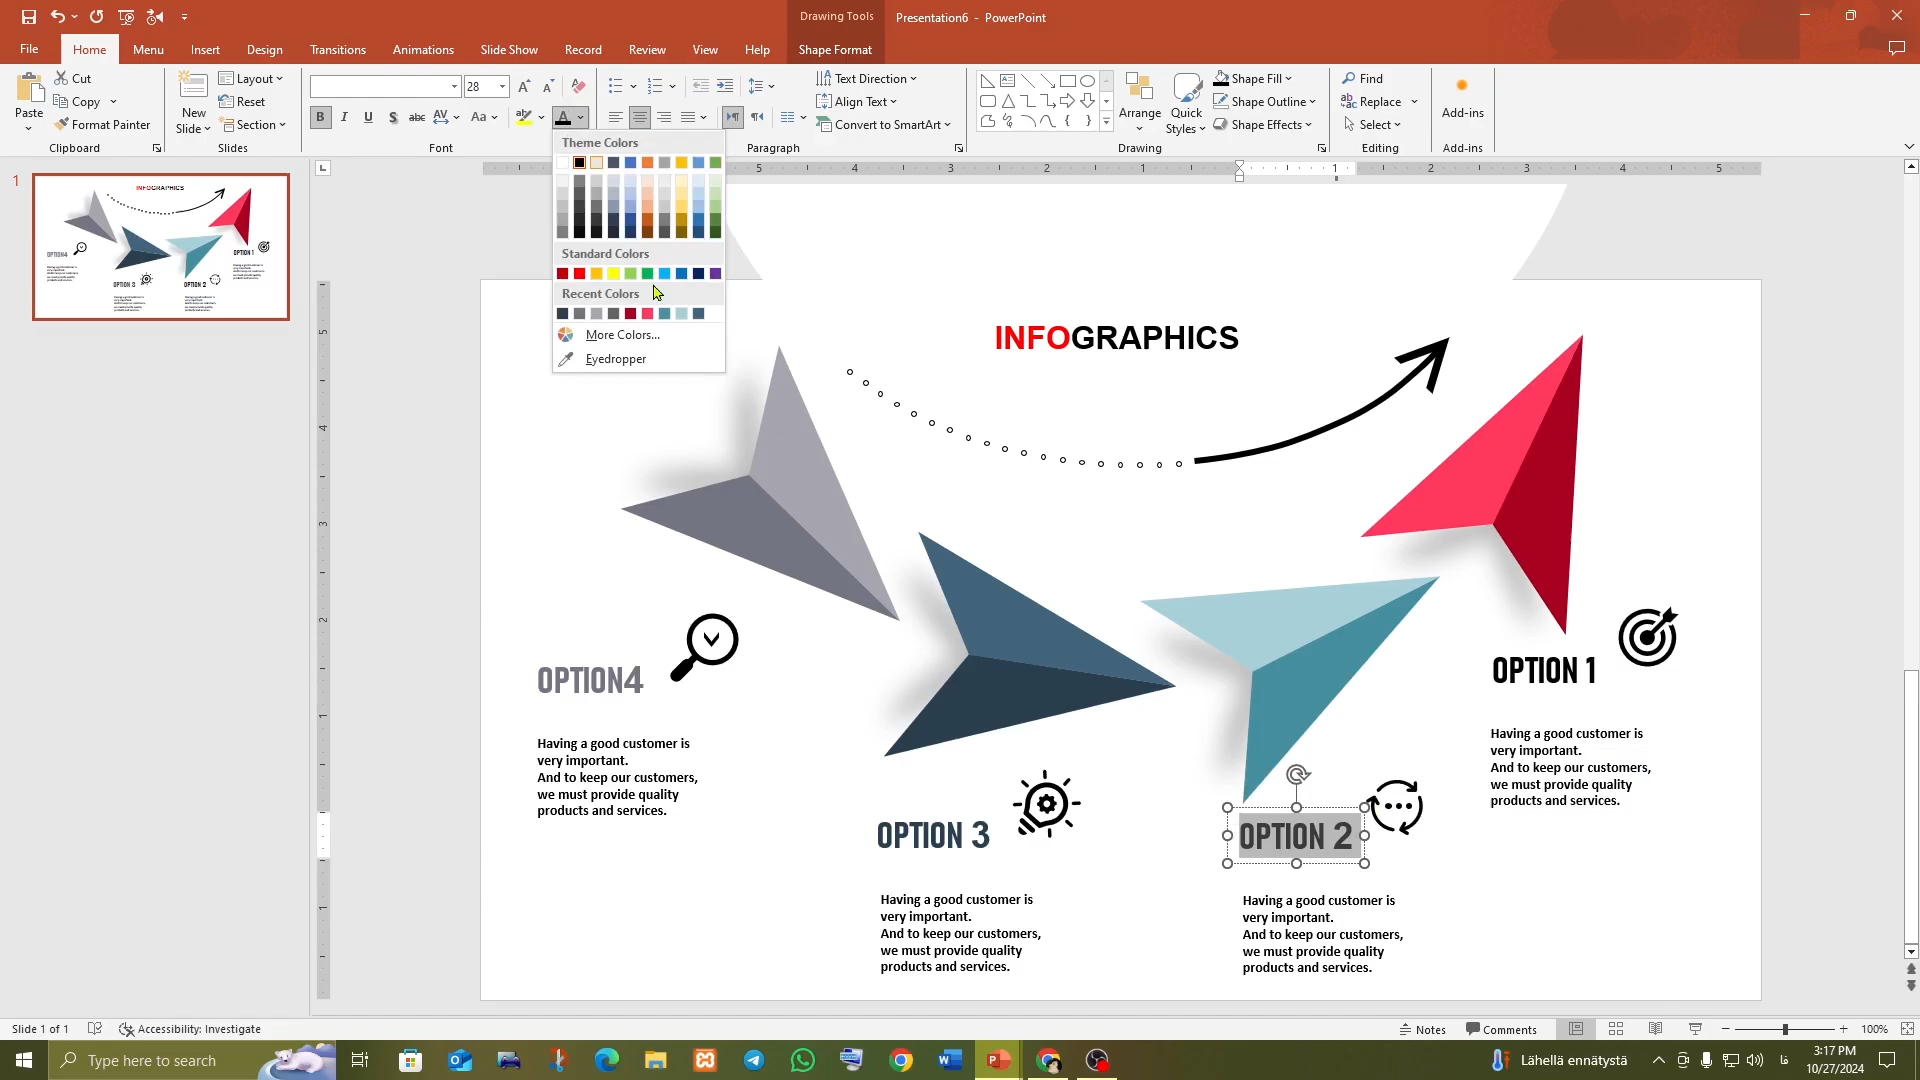 Drawing Tools
Presentation6 - PowerPoint
File
Home
Menu
Insert
Design
Transitions
Animations
Slide Show
Record
Review
View
Help
Shape Format
Paste
Cut
Copy
Format Painter
Clipboard
New
Slide
Layout
Reset
Section
Slides
28
B
I
U
S
abc
AV
Aa
A
Font
Text Direction
Align Text
Convert to SmartArt
Paragraph
Arrange
Quick
Styles
Shape Fill
Shape Outline
Shape Effects
Drawing
Find
Replace
Select
Editing
Add-ins
Add-ins
Theme Colors
Standard Colors
Recent Colors
More Colors...
Eyedropper
1
INFOGRAPHICS
OPTION4
Having a good customer is
very important.
And to keep our customers,
we must provide quality
products and services.
OPTION 3
Having a good customer is
very important.
And to keep our customers,
we must provide quality
products and services.
OPTION 2
Having a good customer is
very important.
And to keep our customers,
we must provide quality
products and services.
OPTION 1
Having a good customer is
very important.
And to keep our customers,
we must provide quality
products and services.
Slide 1 of 1
Accessibility: Investigate
Notes
Comments
100%
Type here to search
Lähellä ennätystä
فا
3:17 PM
10/27/2024